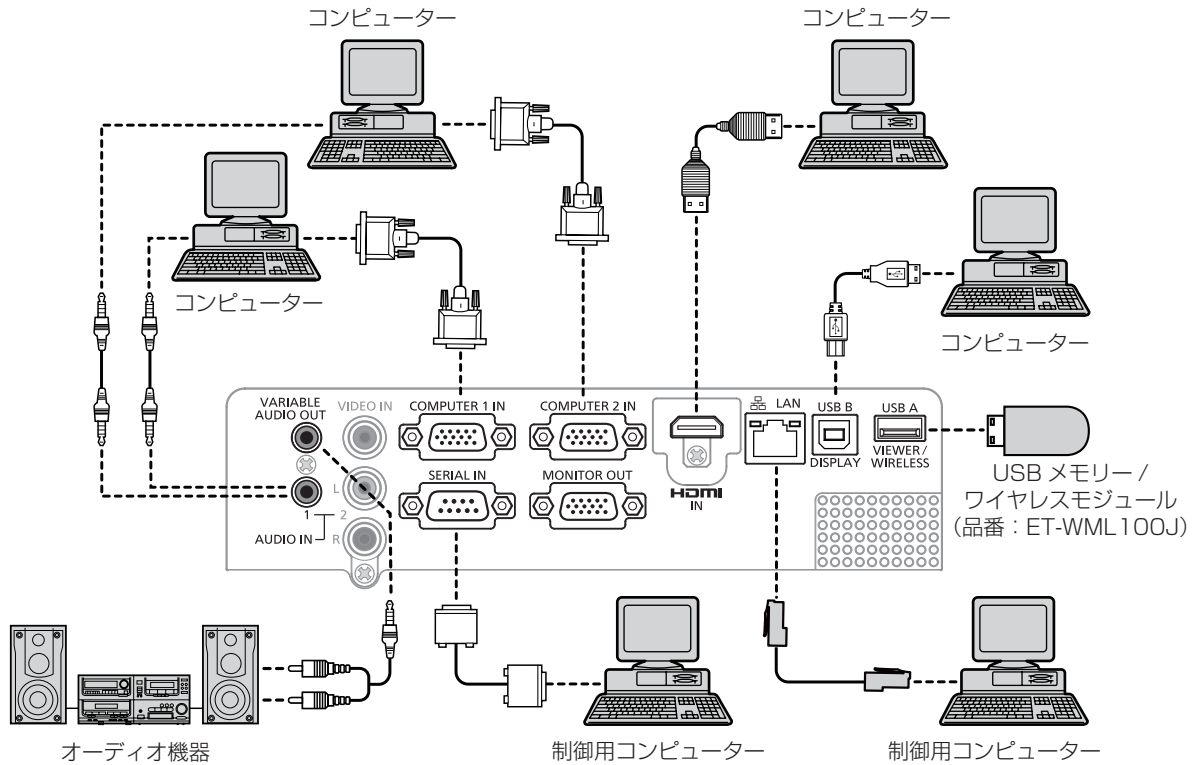 コンピューター
コンピューター
コンピューター
コンピューター
VARIABLE
AUDIO OUT
VIDEO IN
COMPUTER 1 IN
COMPUTER 2 IN
LAN
USB B
USB A
DISPLAY
VIEWER /
WIRELESS
SERIAL IN
MONITOR OUT
HDMI
IN
L
1
2
AUDIO IN
R
USB メモリー /
ワイヤレスモジュール
（品番：ET-WML100J）
オーディオ機器
制御用コンピューター
制御用コンピューター